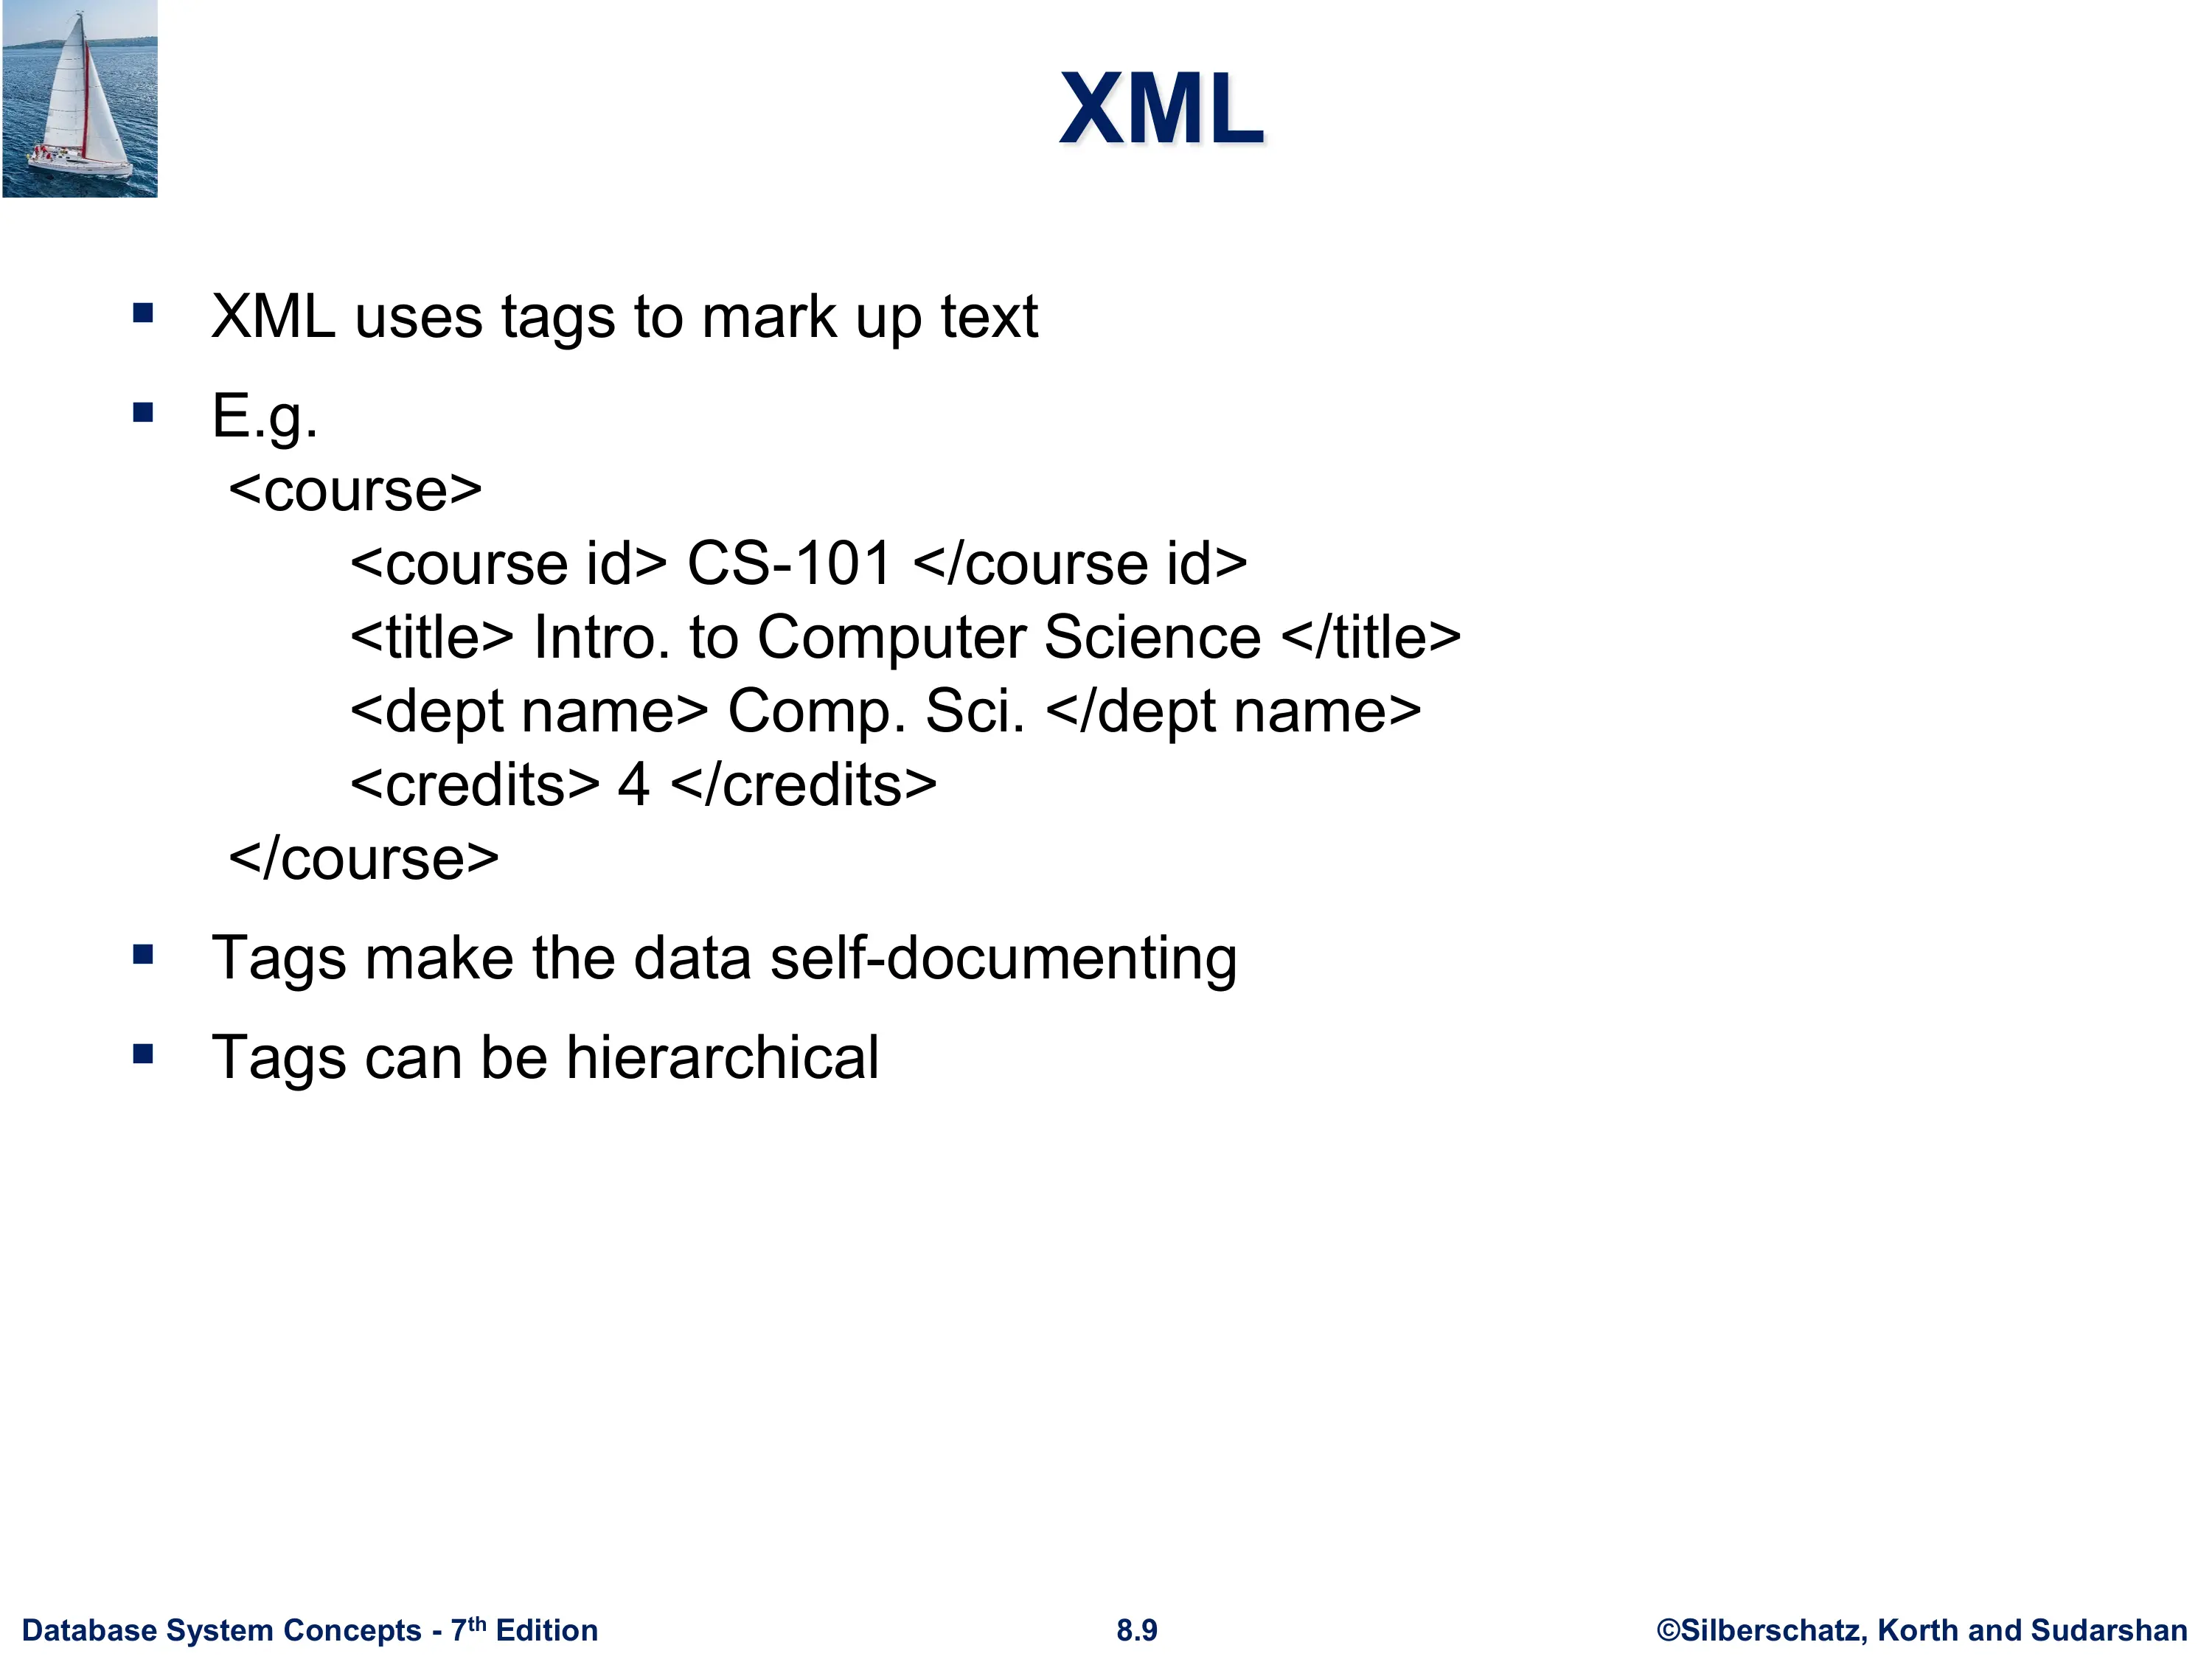 XML
XML uses tags to mark up text
E.g.
<course>
<course id> CS-101 </course id>
<title> Intro. to Computer Science </title>
<dept name> Comp. Sci. </dept name>
<credits> 4 </credits>
</course>
Tags make the data self-documenting
Tags can be hierarchical
Database System Concepts - 7th Edition
8.9
©Silberschatz, Korth and Sudarshan